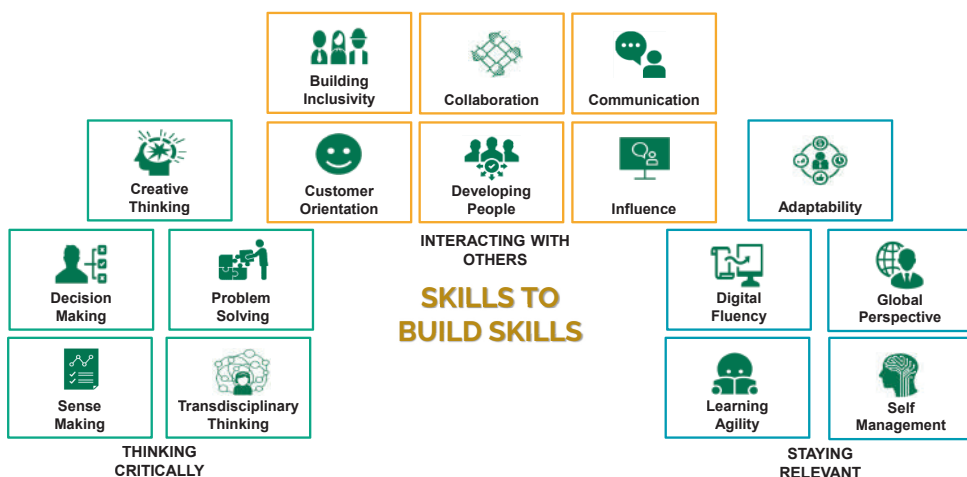 Building
Inclusivity
Collaboration
Communication
Customer
Orientation
Developing
People
Influence
INTERACTING WITH
OTHERS
SKILLS TO
BUILD SKILLS
Creative
Thinking
Decision
Making
Problem
Solving
Sense
Making
Transdisciplinary
Thinking
THINKING
CRITICALLY
Adaptability
Digital
Fluency
Global
Perspective
Learning
Agility
Self
Management
STAYING
RELEVANT